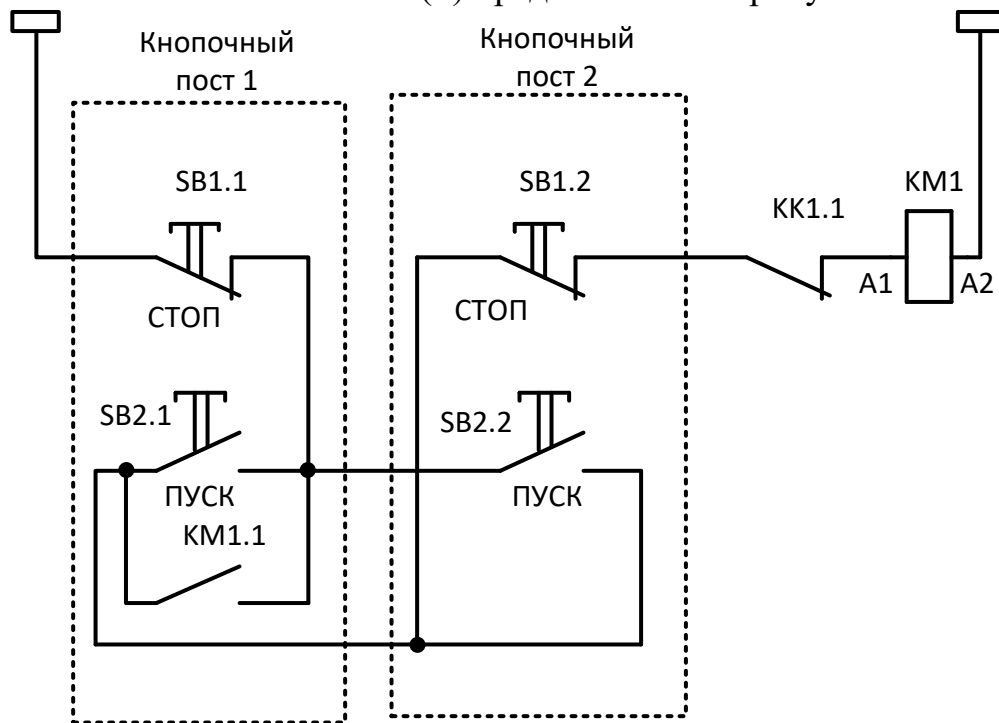 Кнопочный
пост 1
Кнопочный
пост 2
SB1.1
SB1.2
KK1.1
KM1
A1
A2
СТОП
СТОП
SB2.1
SB2.2
ПУСК
ПУСК
KM1.1